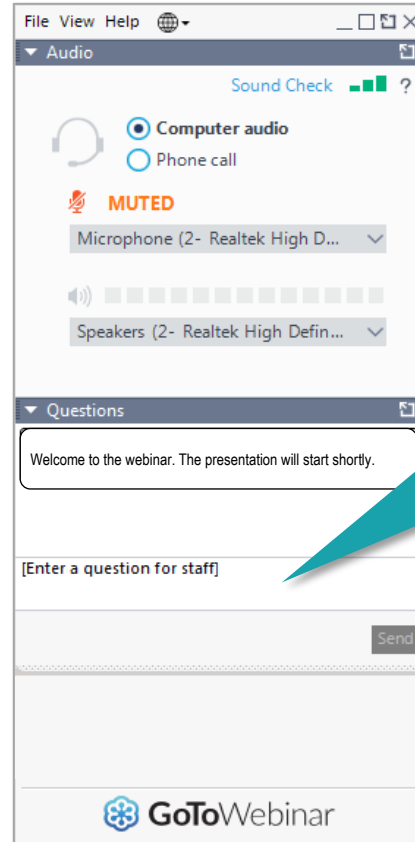 File View Help
Audio
Sound Check ?
Computer audio
Phone call
MUTED
Microphone (2- Realtek High D...
Speakers (2- Realtek High Defin...
Questions
Welcome to the webinar. The presentation will start shortly.
[Enter a question for staff]
Send
GoToWebinar